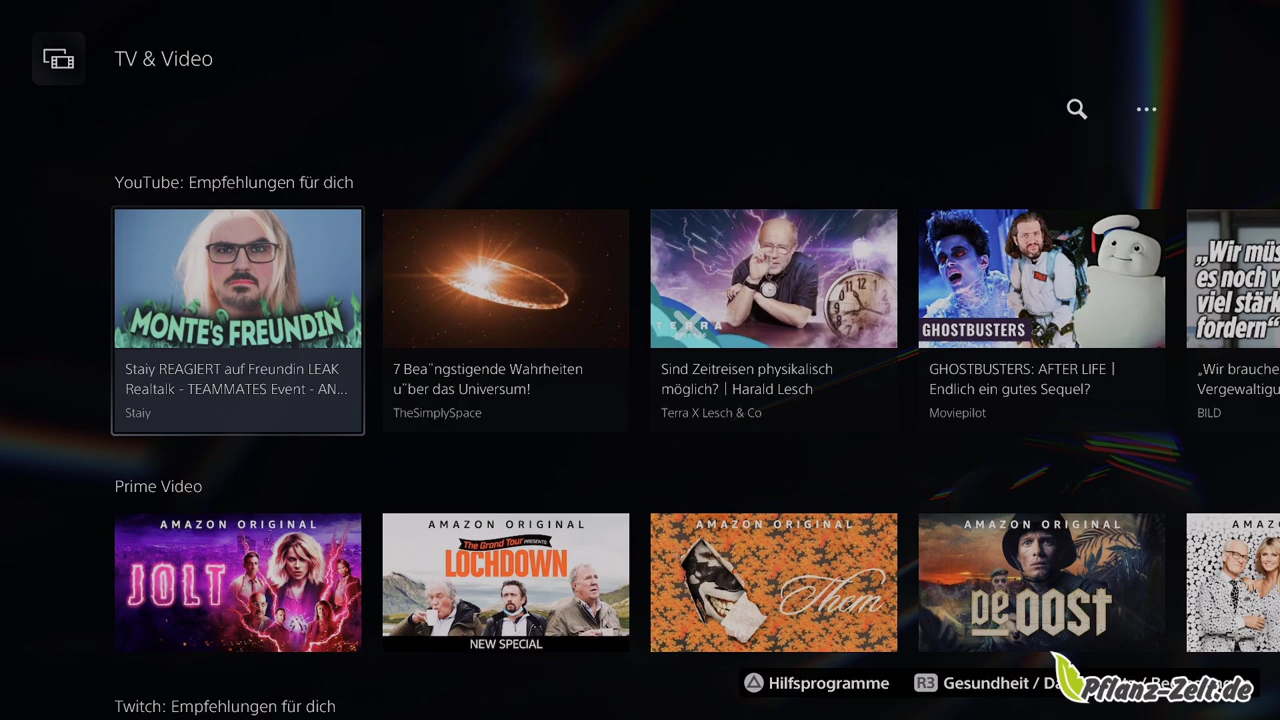 TV & Video
YouTube: Empfehlungen für dich
MONTE's FREUNDIN
TERRA
GHOSTBUSTERS
„Wir müs
es noch v
viel stärk
fordern“
Staiy REAGIERT auf Freundin LEAK
Realtalk - TEAMMATES Event - AN...
Staiy
7 Bea¨ngstigende Wahrheiten
u¨ber das Universum!
TheSimplySpace
Sind Zeitreisen physikalisch
möglich? | Harald Lesch
Terra X Lesch & Co
GHOSTBUSTERS: AFTER LIFE |
Endlich ein gutes Sequel?
Moviepilot
„Wir brauche
Vergewaltigu
BILD
Prime Video
AMAZON ORIGINAL
JOLT
AMAZON ORIGINAL
The Grand Tour PRESENTS
LOCHDOWN
NEW SPECIAL
AMAZON ORIGINAL
Them
AMAZON ORIGINAL
DE OOST
AMAZ
Hilfsprogramme
R3 Gesundheit / Da
Pflanz-Zelt.de
Twitch: Empfehlungen für dich